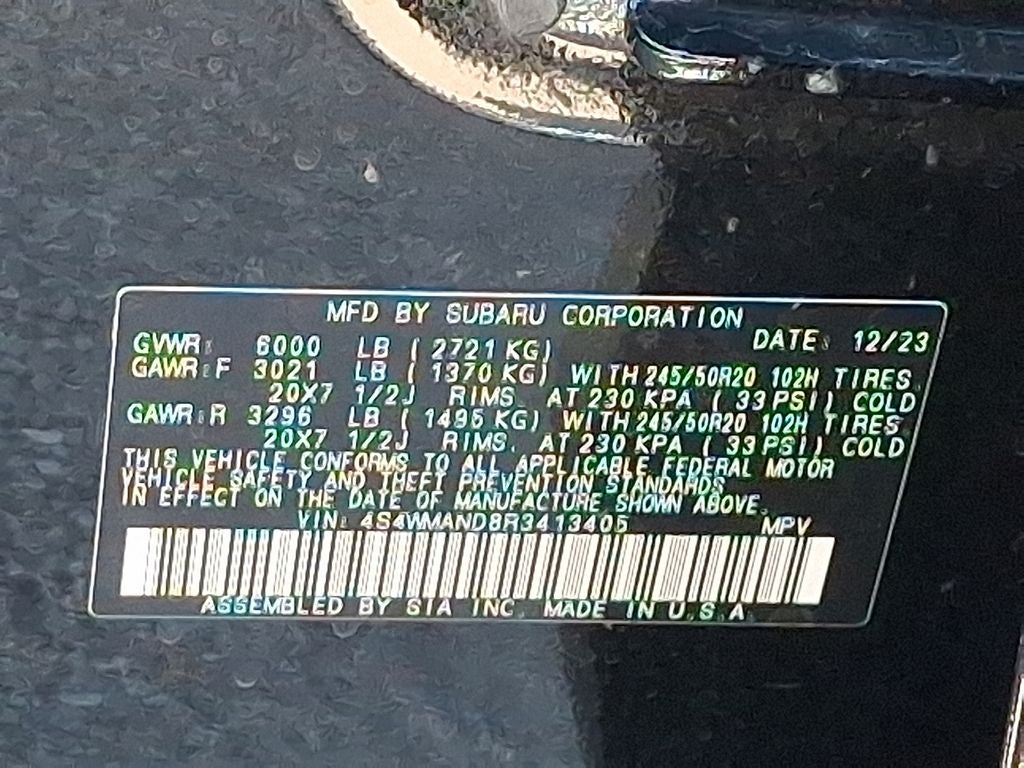 MFD BY SUBARU CORPORATION
DATE: 12/23
GVWR: 6000 LB ( 2721 KG)
GAWR:F 3021 LB ( 1370 KG) WITH 245/50R20 102H TIRES,
20X7 1/2J RIMS, AT 230 KPA ( 33 PSI) COLD
GAWR:R 3296 LB ( 1495 KG) WITH 245/50R20 102H TIRES,
20X7 1/2J RIMS, AT 230 KPA ( 33 PSI) COLD
THIS VEHICLE CONFORMS TO ALL APPLICABLE FEDERAL MOTOR
VEHICLE SAFETY AND THEFT PREVENTION STANDARDS
IN EFFECT ON THE DATE OF MANUFACTURE SHOWN ABOVE.
VIN: 4S4WMAND8R3413405 MPV
ASSEMBLED BY SIA INC. MADE IN U.S.A.